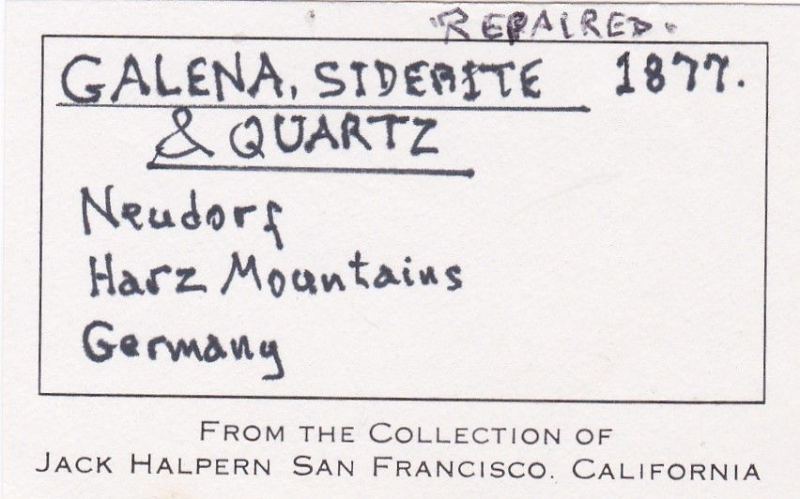 REPAIRED.
GALENA, SIDERITE 1877.
& QUARTZ
Neudorf
Harz Mountains
Germany
FROM THE COLLECTION OF
JACK HALPERN SAN FRANCISCO. CALIFORNIA